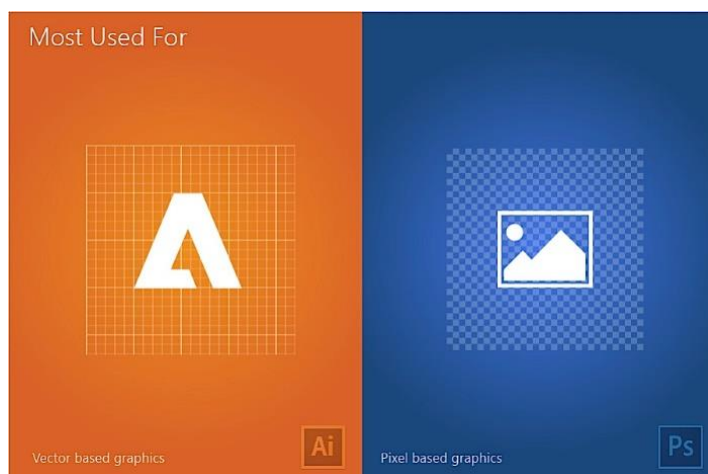 Most Used For
Vector based graphics
Ai
Pixel based graphics
Ps